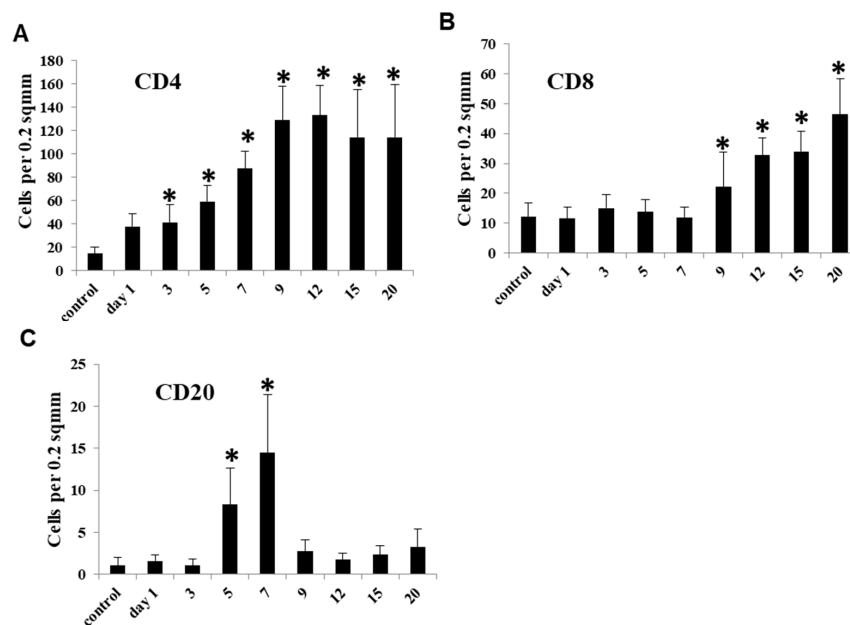 A
CD4
Cells per 0.2 sqmm
180
160
140
120
100
80
60
40
20
0
* * * * * * *
control day 1 3 5 7 9 12 15 20
B
CD8
Cells per 0.2 sqmm
70
60
50
40
30
20
10
0
* * * *
control day 1 3 5 7 9 12 15 20
C
CD20
Cells per 0.2 sqmm
25
20
15
10
5
0
* *
control day 1 3 5 7 9 12 15 20